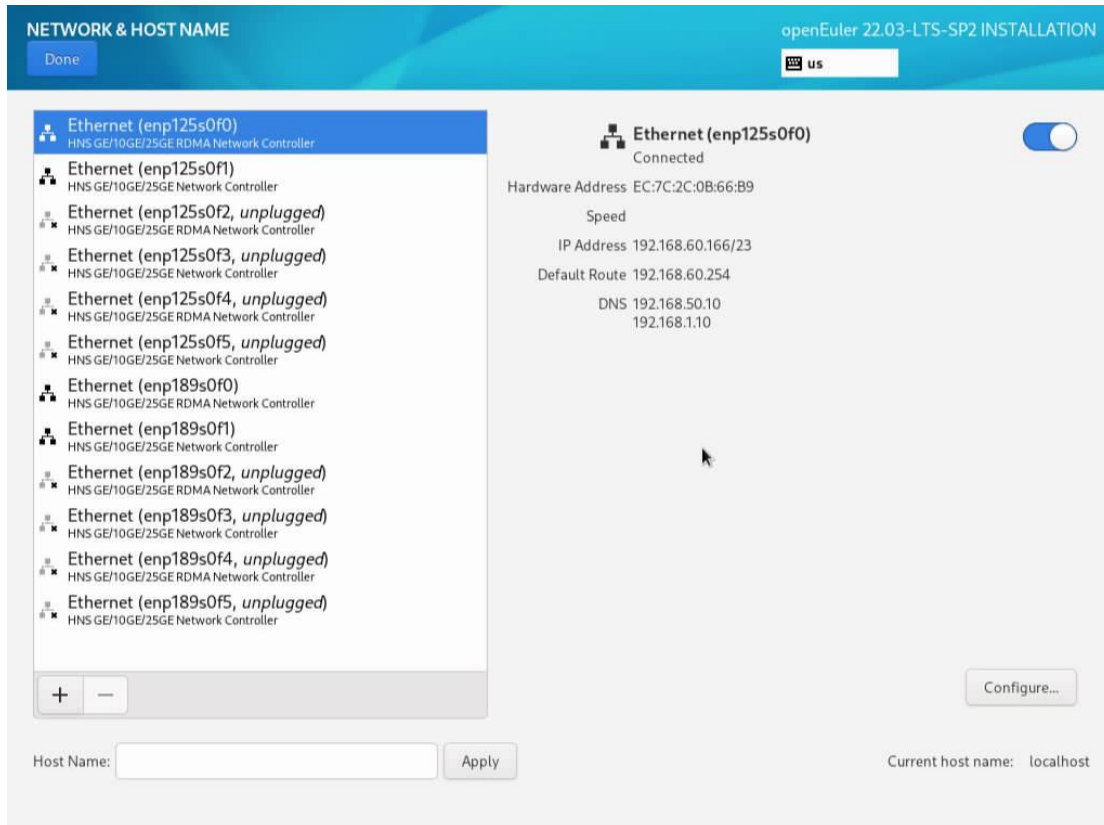 NETWORK & HOST NAME
openEuler 22.03-LTS-SP2 INSTALLATION
Done
us
Ethernet (enp125s0f0)
HNS GE/10GE/25GE RDMA Network Controller
Ethernet (enp125s0f1)
HNS GE/10GE/25GE Network Controller
Ethernet (enp125s0f2, unplugged)
HNS GE/10GE/25GE RDMA Network Controller
Ethernet (enp125s0f3, unplugged)
HNS GE/10GE/25GE Network Controller
Ethernet (enp125s0f4, unplugged)
HNS GE/10GE/25GE RDMA Network Controller
Ethernet (enp125s0f5, unplugged)
HNS GE/10GE/25GE Network Controller
Ethernet (enp189s0f0)
HNS GE/10GE/25GE RDMA Network Controller
Ethernet (enp189s0f1)
HNS GE/10GE/25GE Network Controller
Ethernet (enp189s0f2, unplugged)
HNS GE/10GE/25GE RDMA Network Controller
Ethernet (enp189s0f3, unplugged)
HNS GE/10GE/25GE Network Controller
Ethernet (enp189s0f4, unplugged)
HNS GE/10GE/25GE RDMA Network Controller
Ethernet (enp189s0f5, unplugged)
HNS GE/10GE/25GE Network Controller
Ethernet (enp125s0f0)
Connected
Hardware Address EC:7C:2C:0B:66:B9
Speed
IP Address 192.168.60.166/23
Default Route 192.168.60.254
DNS 192.168.50.10
192.168.1.10
Configure...
Host Name:
Apply
Current host name: localhost